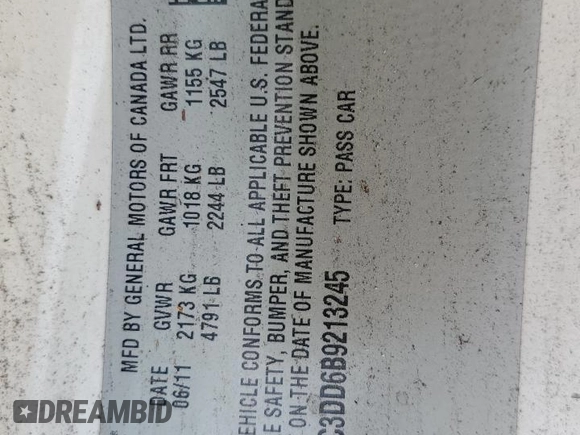 MFD BY GENERAL MOTORS OF CANADA LTD.
DATE GVWR GAWR FRT GAWR RR
06/11 2173 KG 1018 KG 1155 KG
4791 LB 2244 LB 2547 LB
EHICLE CONFORMS TO ALL APPLICABLE U.S. FEDERA
E SAFETY, BUMPER, AND THEFT PREVENTION STAND
ON THE DATE OF MANUFACTURE SHOWN ABOVE.
C3DD6B9213245 TYPE: PASS CAR
DREAMBID